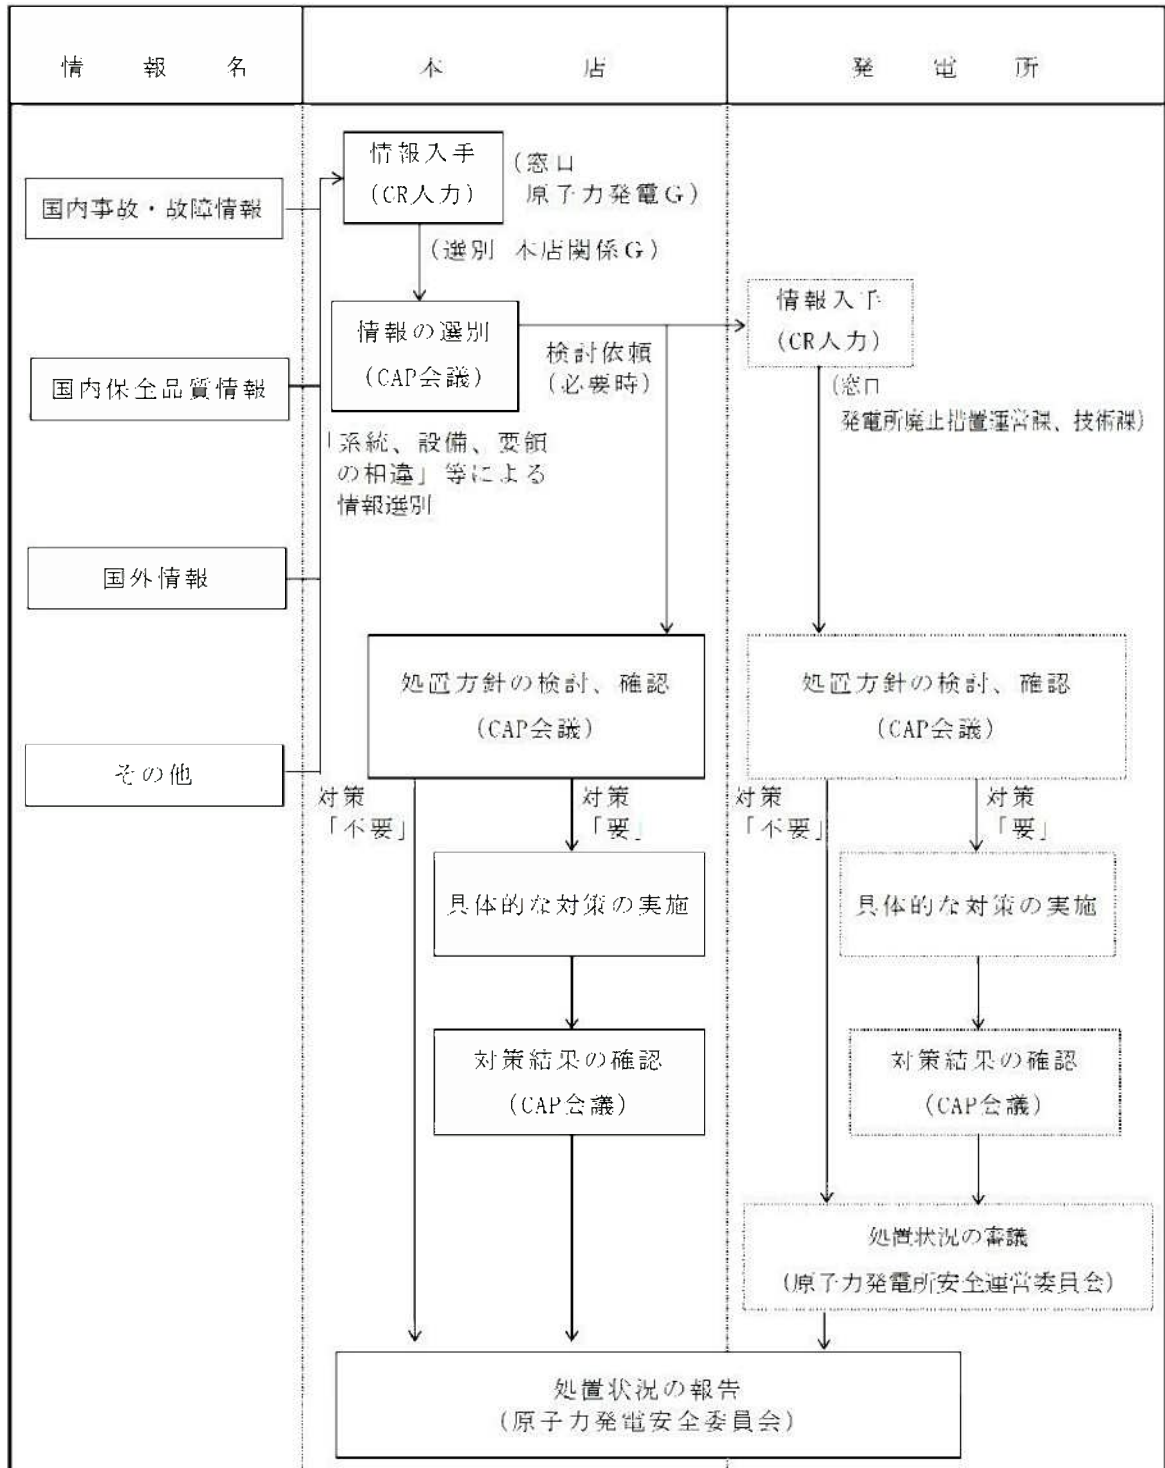 情報名
本店
発電所
国内事故・故障情報
国内保全品質情報
国外情報
その他
情報入手
(CR入力)
(窓口
原子力発電G)
(選別 本店関係G)
情報の選別
(CAP会議)
「系統、設備、要領
の相違」等による
情報選別
検討依頼
(必要時)
情報入手
(CR入力)
(窓口
発電所廃止措置運営課、技術課)
処置方針の検討、確認
(CAP会議)
対策
「不要」
対策
「要」
具体的な対策の実施
対策結果の確認
(CAP会議)
処置方針の検討、確認
(CAP会議)
対策
「不要」
対策
「要」
具体的な対策の実施
対策結果の確認
(CAP会議)
処置状況の審議
(原子力発電所安全運営委員会)
処置状況の報告
(原子力発電安全委員会)